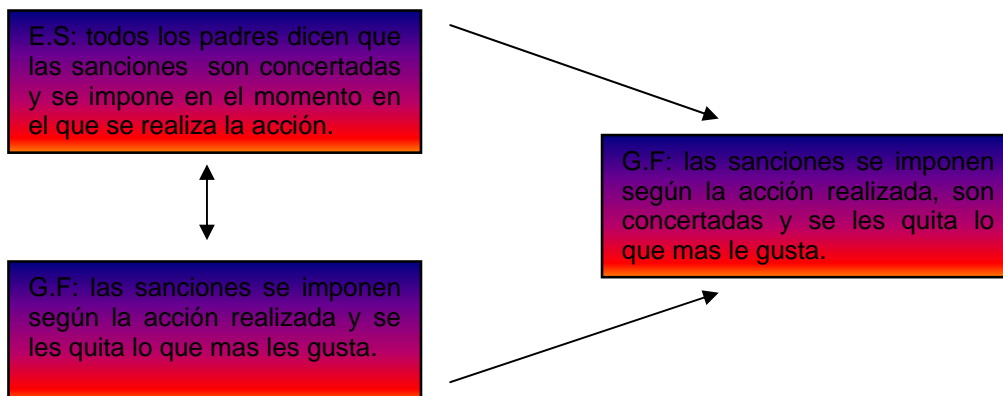 E.S: todos los padres dicen que
las sanciones son concertadas
y se impone en el momento en
el que se realiza la acción.
G.F: las sanciones se imponen
según la acción realizada y se
les quita lo que mas les gusta.
G.F: las sanciones se imponen
según la acción realizada, son
concertadas y se les quita lo
que mas le gusta.